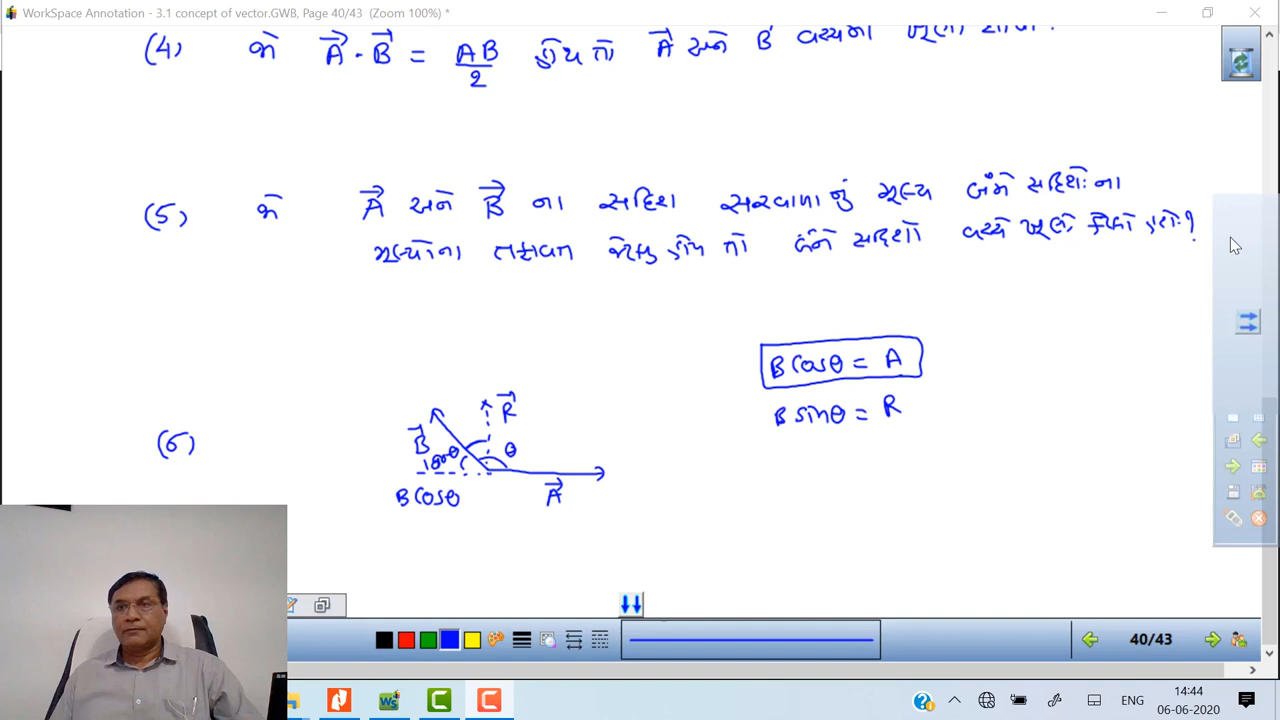 WorkSpace Annotation - 3.1 concept of vector.GWB, Page 40/43 (Zoom 100%) *
(4) જો A⃗ · B⃗ = AB/2 હોય તો A⃗ અને B⃗ વચ્ચેનો ખૂણો
(5) જો A⃗ અને B⃗ ના સદિશ સરવાળાનું મૂલ્ય બંને સદિશોના
મૂલ્યોના તફાવત જેટલું હોય તો બંને સદિશો વચ્ચે ખૂણો કેટલો હશે?
B cosθ = A
B sinθ = R
(6)
R⃗
B⃗
θ
B cosθ
A⃗
40/43
ENG
14:44
06-06-2020